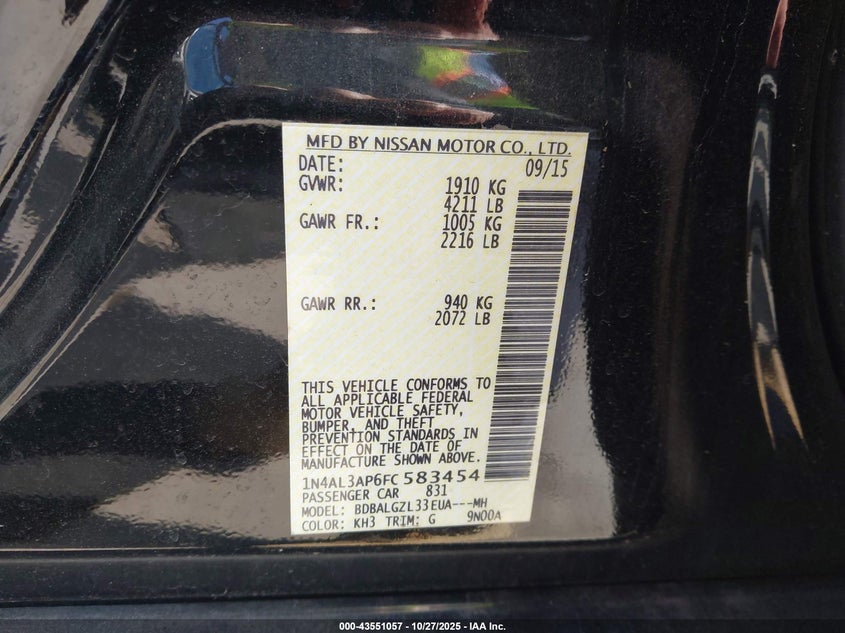 MFD BY NISSAN MOTOR CO., LTD.
DATE: 09/15
GVWR: 1910 KG
4211 LB
GAWR FR.: 1005 KG
2216 LB
GAWR RR.: 940 KG
2072 LB
THIS VEHICLE CONFORMS TO
ALL APPLICABLE FEDERAL
MOTOR VEHICLE SAFETY,
BUMPER, AND THEFT
PREVENTION STANDARDS IN
EFFECT ON THE DATE OF
MANUFACTURE SHOWN ABOVE.
1N4AL3AP6FC583454
PASSENGER CAR 831
MODEL: BDBALGZL33EUA---MH
COLOR: KH3 TRIM: G 9N00A
000-43551057 - 10/27/2025 - IAA Inc.